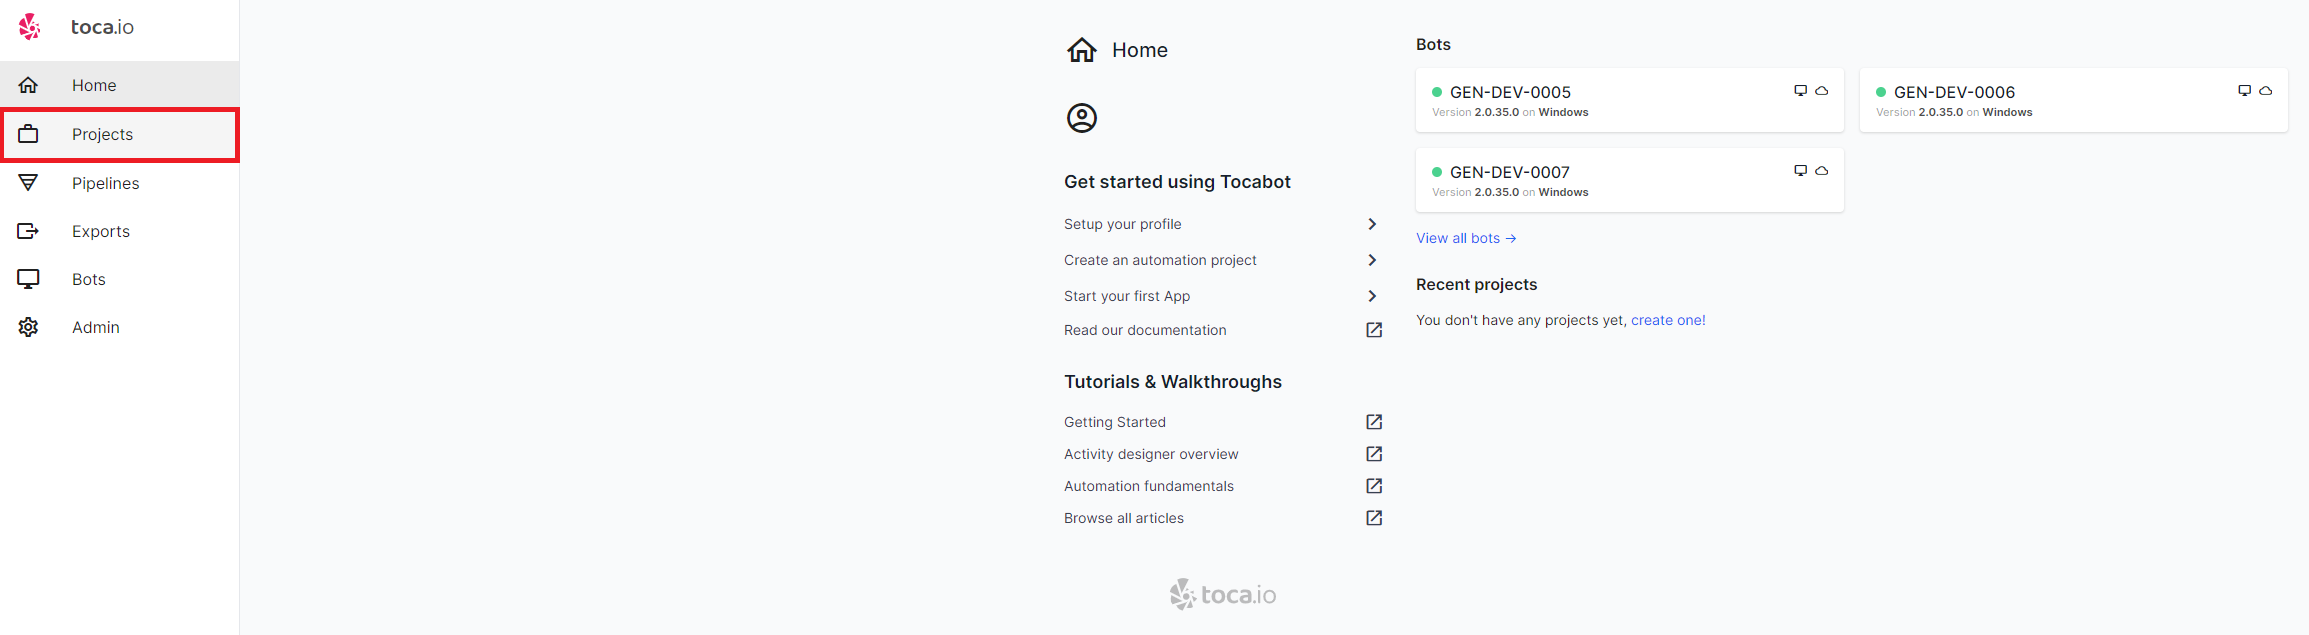 toca.io
Home
Projects
Pipelines
Exports
Bots
Admin
Home
Get started using Tocabot
Setup your profile
Create an automation project
Start your first App
Read our documentation
Tutorials & Walkthroughs
Getting Started
Activity designer overview
Automation fundamentals
Browse all articles
Bots
GEN-DEV-0005
Version 2.0.35.0 on Windows
GEN-DEV-0006
Version 2.0.35.0 on Windows
GEN-DEV-0007
Version 2.0.35.0 on Windows
View all bots →
Recent projects
You don't have any projects yet, create one!
toca.io